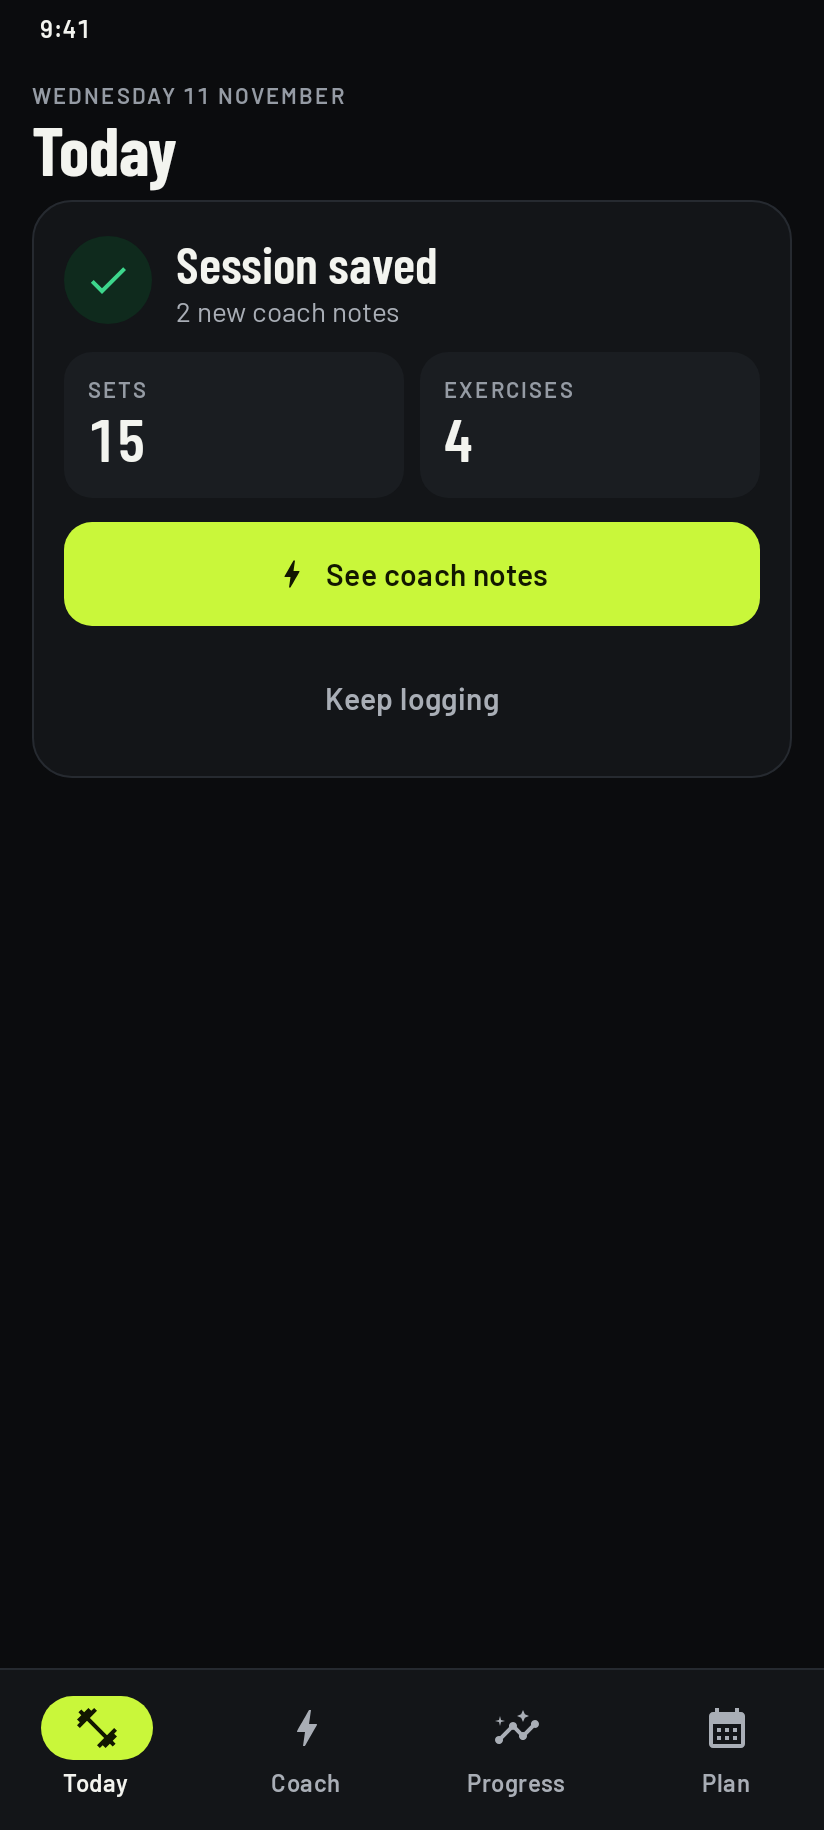 9:41
WEDNESDAY 11 NOVEMBER
Today
Session saved
2 new coach notes
SETS
15
EXERCISES
4
See coach notes
Keep logging
Today
Coach
Progress
Plan